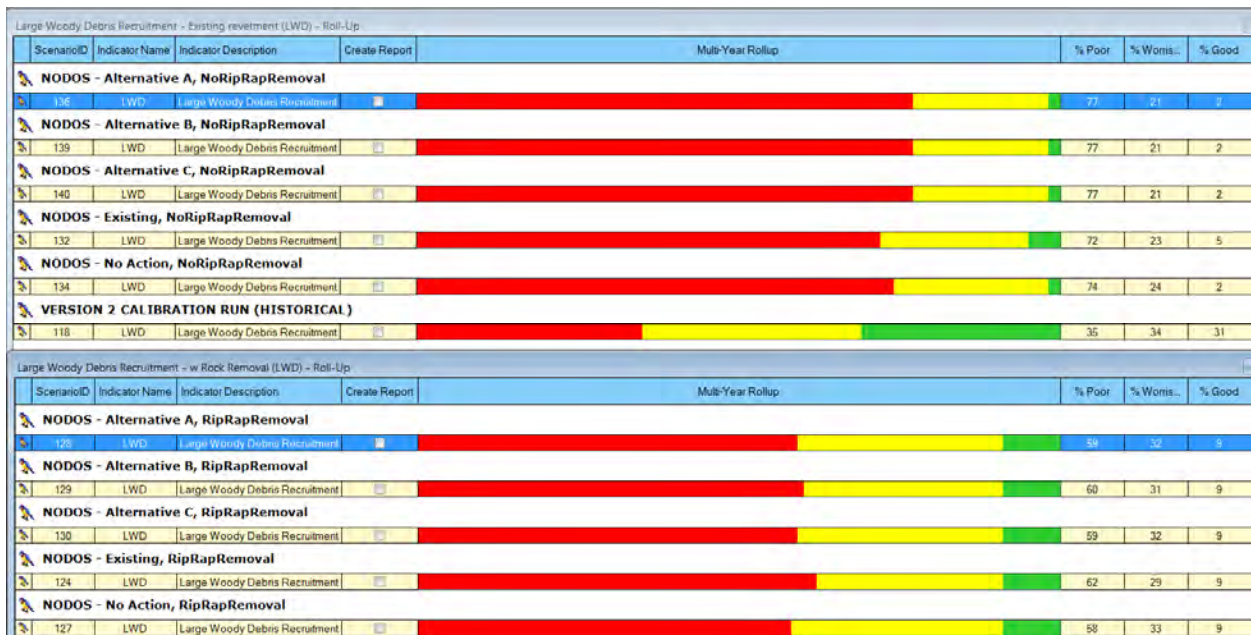 Large Woody Debris Recruitment - Existing revetment (LWD) - Roll-Up
ScenarioID Indicator Name Indicator Description Create Report Multi-Year Rollup % Poor % Worris... % Good
NODOS - Alternative A, NoRipRapRemoval
136 LWD Large Woody Debris Recruitment 77 21 2
NODOS - Alternative B, NoRipRapRemoval
139 LWD Large Woody Debris Recruitment 77 21 2
NODOS - Alternative C, NoRipRapRemoval
140 LWD Large Woody Debris Recruitment 77 21 2
NODOS - Existing, NoRipRapRemoval
132 LWD Large Woody Debris Recruitment 72 23 5
NODOS - No Action, NoRipRapRemoval
134 LWD Large Woody Debris Recruitment 74 24 2
VERSION 2 CALIBRATION RUN (HISTORICAL)
118 LWD Large Woody Debris Recruitment 35 34 31
Large Woody Debris Recruitment - w Rock Removal (LWD) - Roll-Up
ScenarioID Indicator Name Indicator Description Create Report Multi-Year Rollup % Poor % Worris... % Good
NODOS - Alternative A, RipRapRemoval
128 LWD Large Woody Debris Recruitment 59 32 9
NODOS - Alternative B, RipRapRemoval
129 LWD Large Woody Debris Recruitment 60 31 9
NODOS - Alternative C, RipRapRemoval
130 LWD Large Woody Debris Recruitment 59 32 9
NODOS - Existing, RipRapRemoval
124 LWD Large Woody Debris Recruitment 62 29 9
NODOS - No Action, RipRapRemoval
127 LWD Large Woody Debris Recruitment 58 33 9